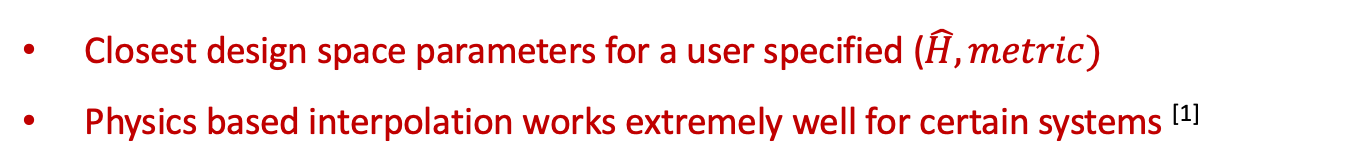 • Closest design space parameters for a user specified (Ĥ, metric)
• Physics based interpolation works extremely well for certain systems [1]